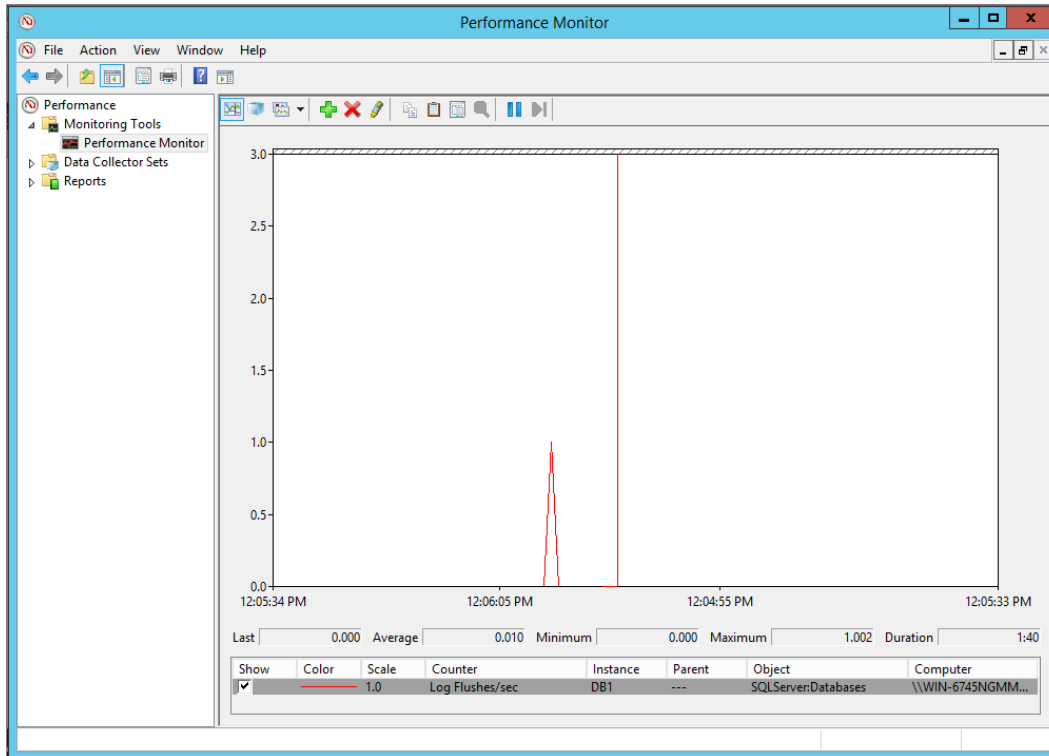 Performance Monitor
File Action View Window Help
Performance
Monitoring Tools
Performance Monitor
Data Collector Sets
Reports
3.0
2.5
2.0
1.5
1.0
0.5
0.0
12:05:34 PM 12:06:05 PM 12:04:55 PM 12:05:33 PM
Last 0.000 Average 0.010 Minimum 0.000 Maximum 1.002 Duration 1:40
Show Color Scale Counter Instance Parent Object Computer
1.0 Log Flushes/sec DB1 --- SQLServer:Databases \\WIN-6745NGMM...